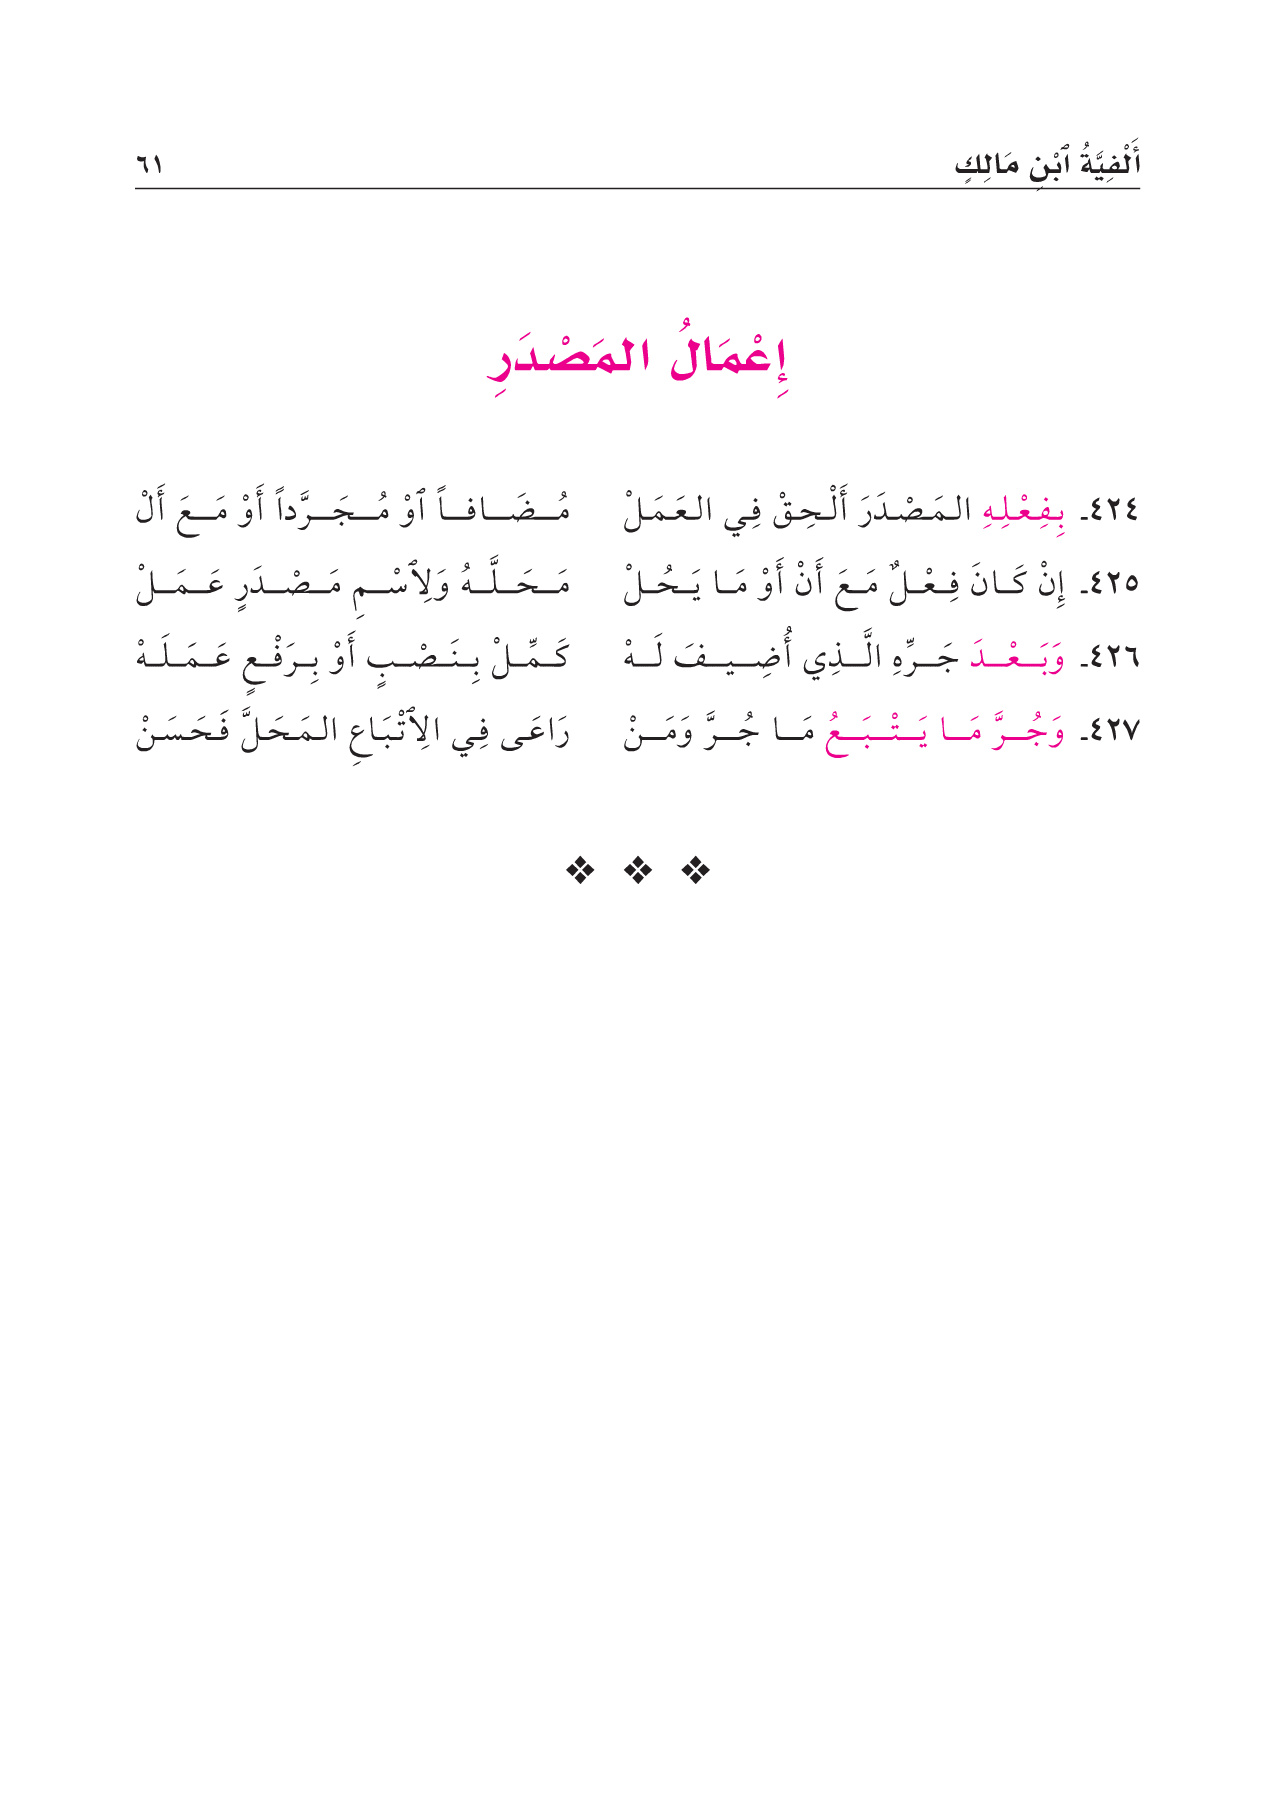 أَلْفِيَّةُ ٱبْنِ مَالِكٍ ٦١
إِعْمَالُ المَصْدَرِ
٤٢٤ـ بِفِعْلِهِ المَصْدَرَ أَلْحِقْ فِي العَمَلْ مُضَافاً ٱوْ مُجَرَّداً أَوْ مَعَ أَلْ
٤٢٥ـ إِنْ كَانَ فِعْلٌ مَعَ أَنْ أَوْ مَا يَحُلْ مَحَلَّهُ وَلِٱسْمِ مَصْدَرٍ عَمَلْ
٤٢٦ـ وَبَعْدَ جَرِّهِ الَّذِي أُضِيفَ لَهْ كَمِّلْ بِنَصْبٍ أَوْ بِرَفْعٍ عَمَلَهْ
٤٢٧ـ وَجُرَّ مَا يَتْبَعُ مَا جُرَّ وَمَنْ رَاعَى فِي الِٱتْبَاعِ المَحَلَّ فَحَسَنْ